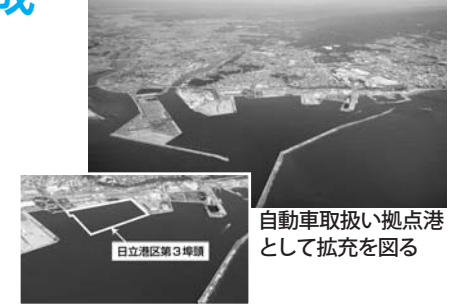 成
日立港区第3埠頭
自動車取扱い拠点港
として拡充を図る